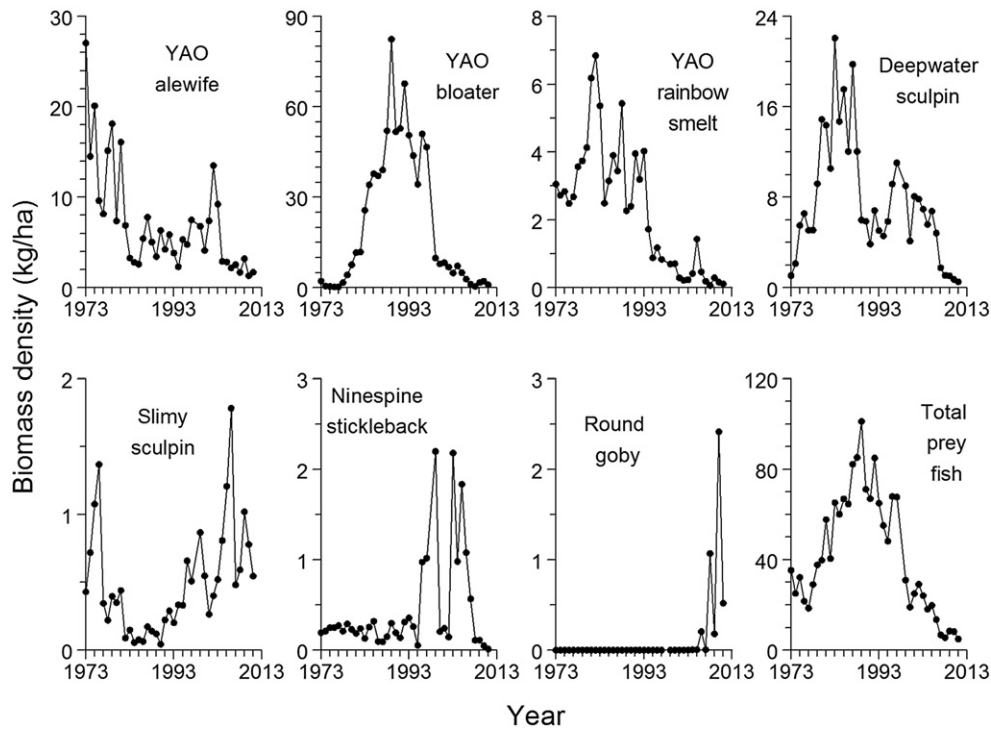 Biomass density (kg/ha)
30
20
10
0
1973 1993 2013
YAO
alewife
90
60
30
0
1973 1993 2013
YAO
bloater
8
6
4
2
0
1973 1993 2013
YAO
rainbow
smelt
24
16
8
0
1973 1993 2013
Deepwater
sculpin
2
1
0
1973 1993 2013
Slimy
sculpin
3
2
1
0
1973 1993 2013
Ninespine
stickleback
3
2
1
0
1973 1993 2013
Round
goby
120
80
40
0
1973 1993 2013
Total
prey
fish
Year